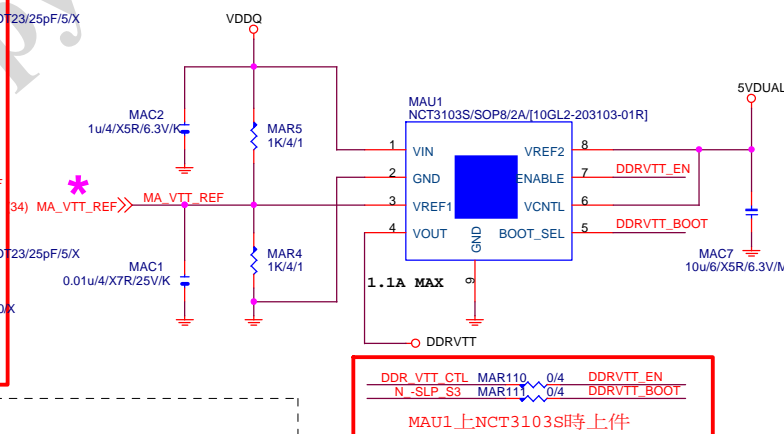 OT23/25pF/5/X
VDDQ
5VDUAL
MAC2
1u/4/X5R/6.3V/K
MAR5
1K/4/1
MAU1
NCT3103S/SOP8/2A/[10GL2-203103-01R]
1 VIN VREF2 8
2 GND ENABLE 7 DDRVTT_EN
3 VREF1 VCNTL 6
4 VOUT BOOT_SEL 5 DDRVTT_BOOT
GND
9
* 34) MA_VTT_REF MA_VTT_REF
OT23/25pF/5/X
MAC1
0.01u/4/X7R/25V/K
MAR4
1K/4/1
MAC7
10u/6/X5R/6.3V/M
1.1A MAX
0/X
DDRVTT
DDR_VTT_CTL MAR110 0/4 DDRVTT_EN
N_-SLP_S3 MAR111 0/4 DDRVTT_BOOT
MAU1上NCT3103S時上件